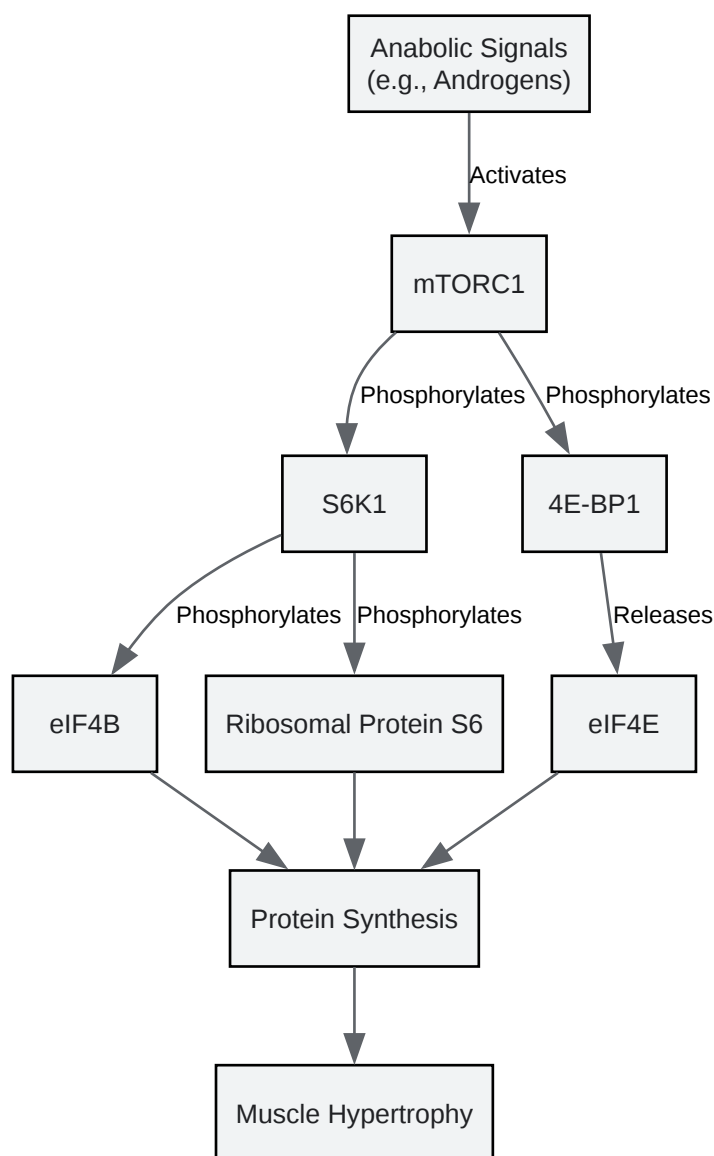 Anabolic Signals
(e.g., Androgens)
Activates
mTORC1
Phosphorylates
Phosphorylates
S6K1
4E-BP1
Phosphorylates
Phosphorylates
Releases
eIF4B
Ribosomal Protein S6
eIF4E
Protein Synthesis
Muscle Hypertrophy